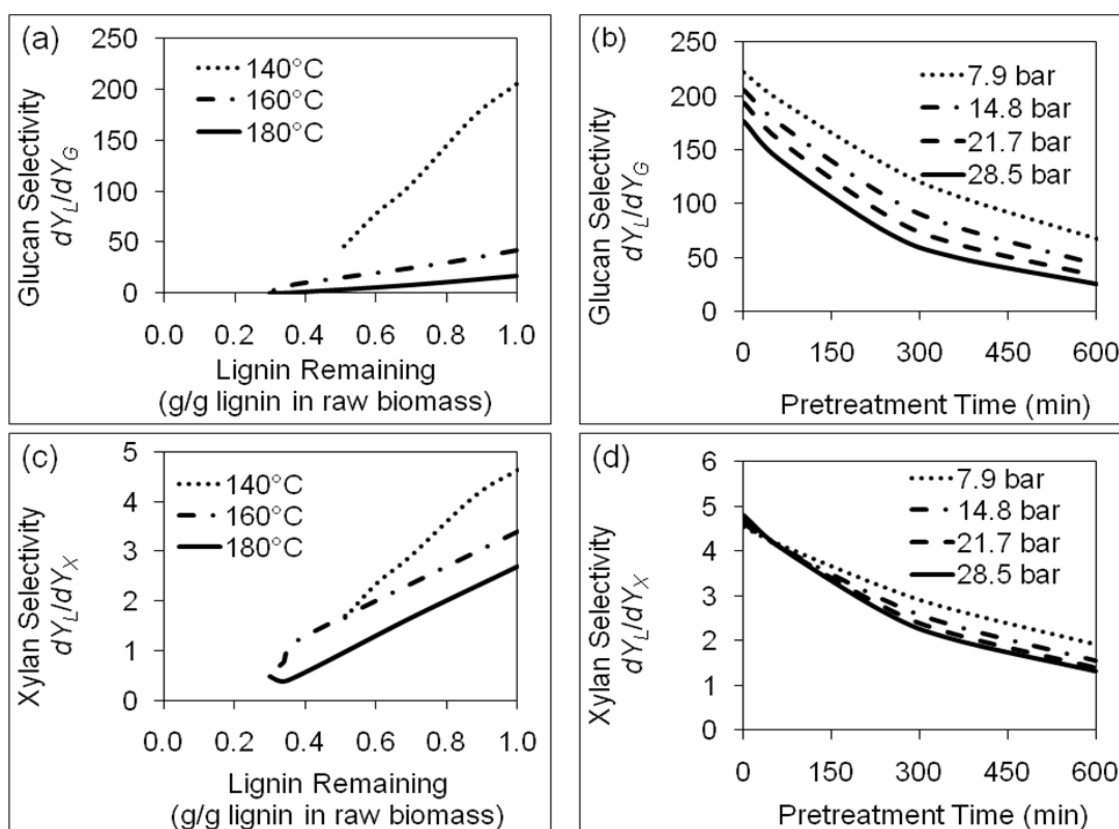 (a)
250
200
150
100
50
0
Glucan Selectivity
dY_L/dY_G
140°C
160°C
180°C
0.0 0.2 0.4 0.6 0.8 1.0
Lignin Remaining
(g/g lignin in raw biomass)
(b)
250
200
150
100
50
0
Glucan Selectivity
dY_L/dY_G
7.9 bar
14.8 bar
21.7 bar
28.5 bar
0 150 300 450 600
Pretreatment Time (min)
(c)
5
4
3
2
1
0
Xylan Selectivity
dY_L/dY_X
140°C
160°C
180°C
0.0 0.2 0.4 0.6 0.8 1.0
Lignin Remaining
(g/g lignin in raw biomass)
(d)
6
5
4
3
2
1
0
Xylan Selectivity
dY_L/dY_X
7.9 bar
14.8 bar
21.7 bar
28.5 bar
0 150 300 450 600
Pretreatment Time (min)